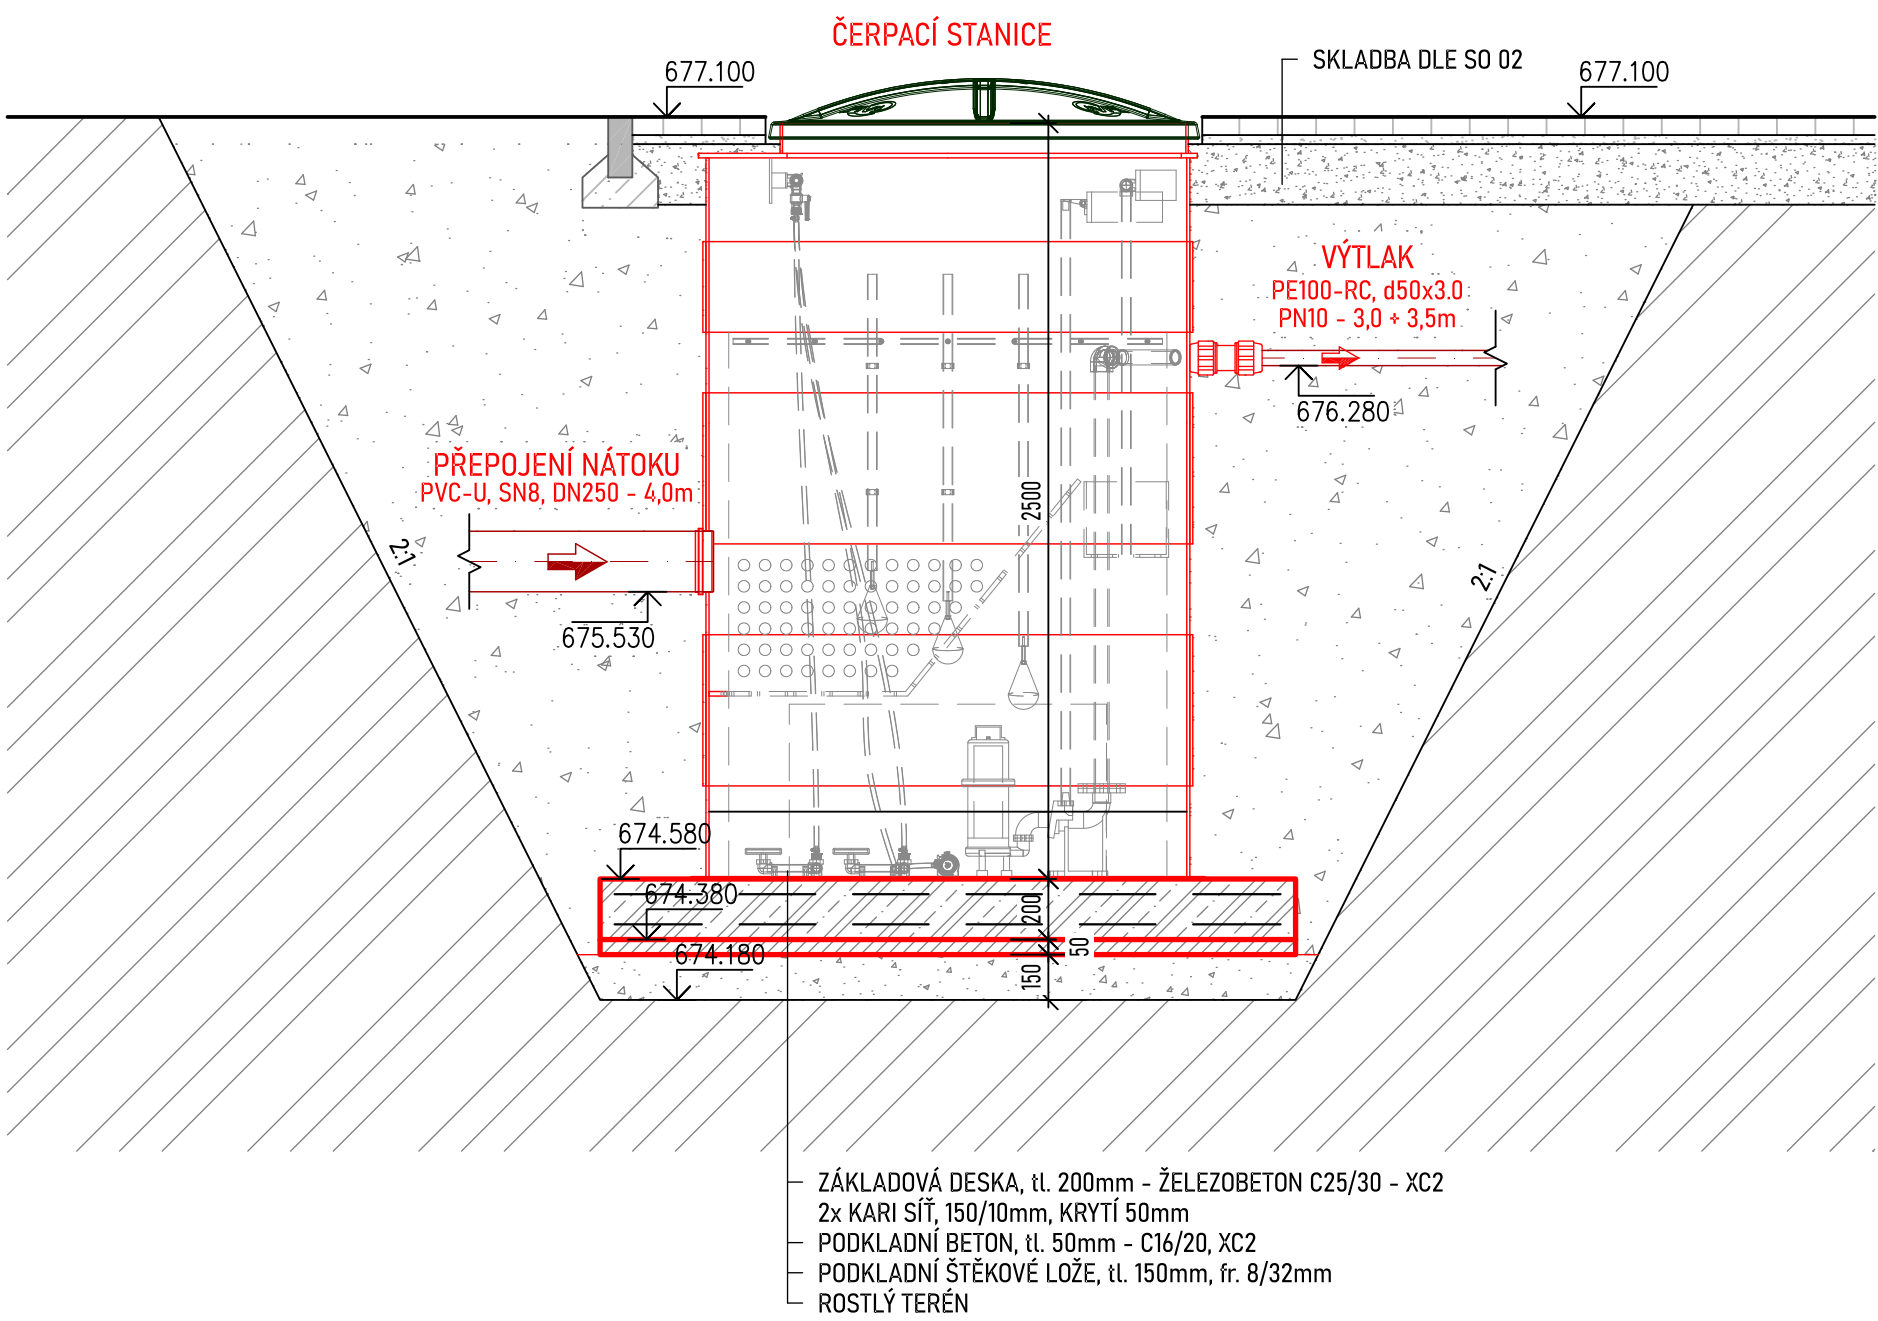 ČERPACÍ STANICE
SKLADBA DLE SO 02
677.100
677.100
VÝTLAK
PE100-RC, d50x3.0
PN10 - 3,0 ÷ 3,5m
676.280
PŘEPOJENÍ NÁTOKU
PVC-U, SN8, DN250 - 4,0m
2500
2:1
2:1
675.530
674.580
674.380
200
674.180
50
150
ZÁKLADOVÁ DESKA, tl. 200mm - ŽELEZOBETON C25/30 - XC2
2x KARI SÍŤ, 150/10mm, KRYTÍ 50mm
PODKLADNÍ BETON, tl. 50mm - C16/20, XC2
PODKLADNÍ ŠTĚKOVÉ LOŽE, tl. 150mm, fr. 8/32mm
ROSTLÝ TERÉN